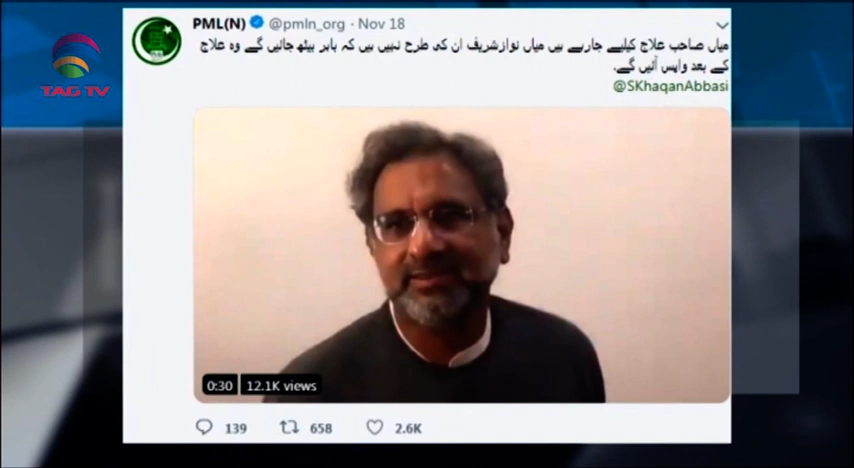 PML(N) @pmln_org · Nov 18
میاں صاحب علاج کیلیے جارہے ہیں میاں نوازشریف ان کی طرح نہیں ہیں کہ باہر بیٹھ جائیں گے وہ علاج
کے بعد واپس آئیں گے۔
@SKhaqanAbbasi
TAG TV
0:30 12.1K views
139 658 2.6K